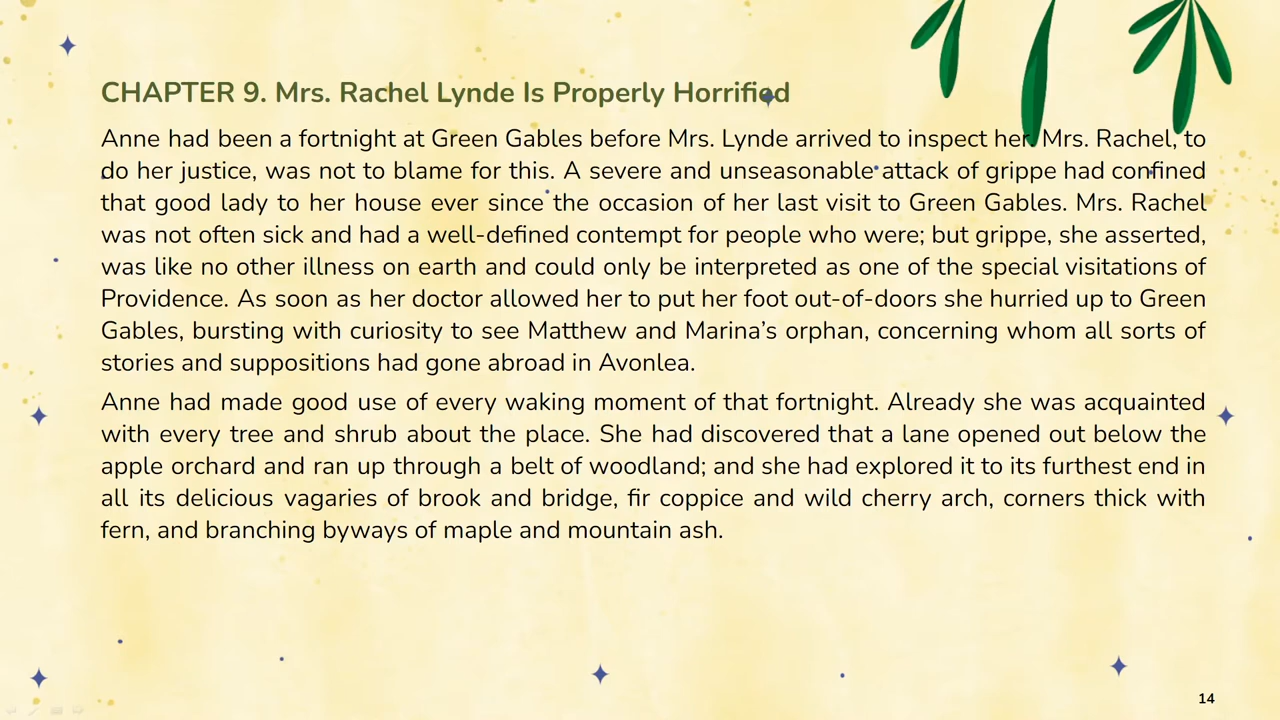 CHAPTER 9. Mrs. Rachel Lynde Is Properly Horrified
Anne had been a fortnight at Green Gables before Mrs. Lynde arrived to inspect her. Mrs. Rachel, to
do her justice, was not to blame for this. A severe and unseasonable attack of grippe had confined
that good lady to her house ever since the occasion of her last visit to Green Gables. Mrs. Rachel
was not often sick and had a well-defined contempt for people who were; but grippe, she asserted,
was like no other illness on earth and could only be interpreted as one of the special visitations of
Providence. As soon as her doctor allowed her to put her foot out-of-doors she hurried up to Green
Gables, bursting with curiosity to see Matthew and Marina’s orphan, concerning whom all sorts of
stories and suppositions had gone abroad in Avonlea.
Anne had made good use of every waking moment of that fortnight. Already she was acquainted
with every tree and shrub about the place. She had discovered that a lane opened out below the
apple orchard and ran up through a belt of woodland; and she had explored it to its furthest end in
all its delicious vagaries of brook and bridge, fir coppice and wild cherry arch, corners thick with
fern, and branching byways of maple and mountain ash.
14